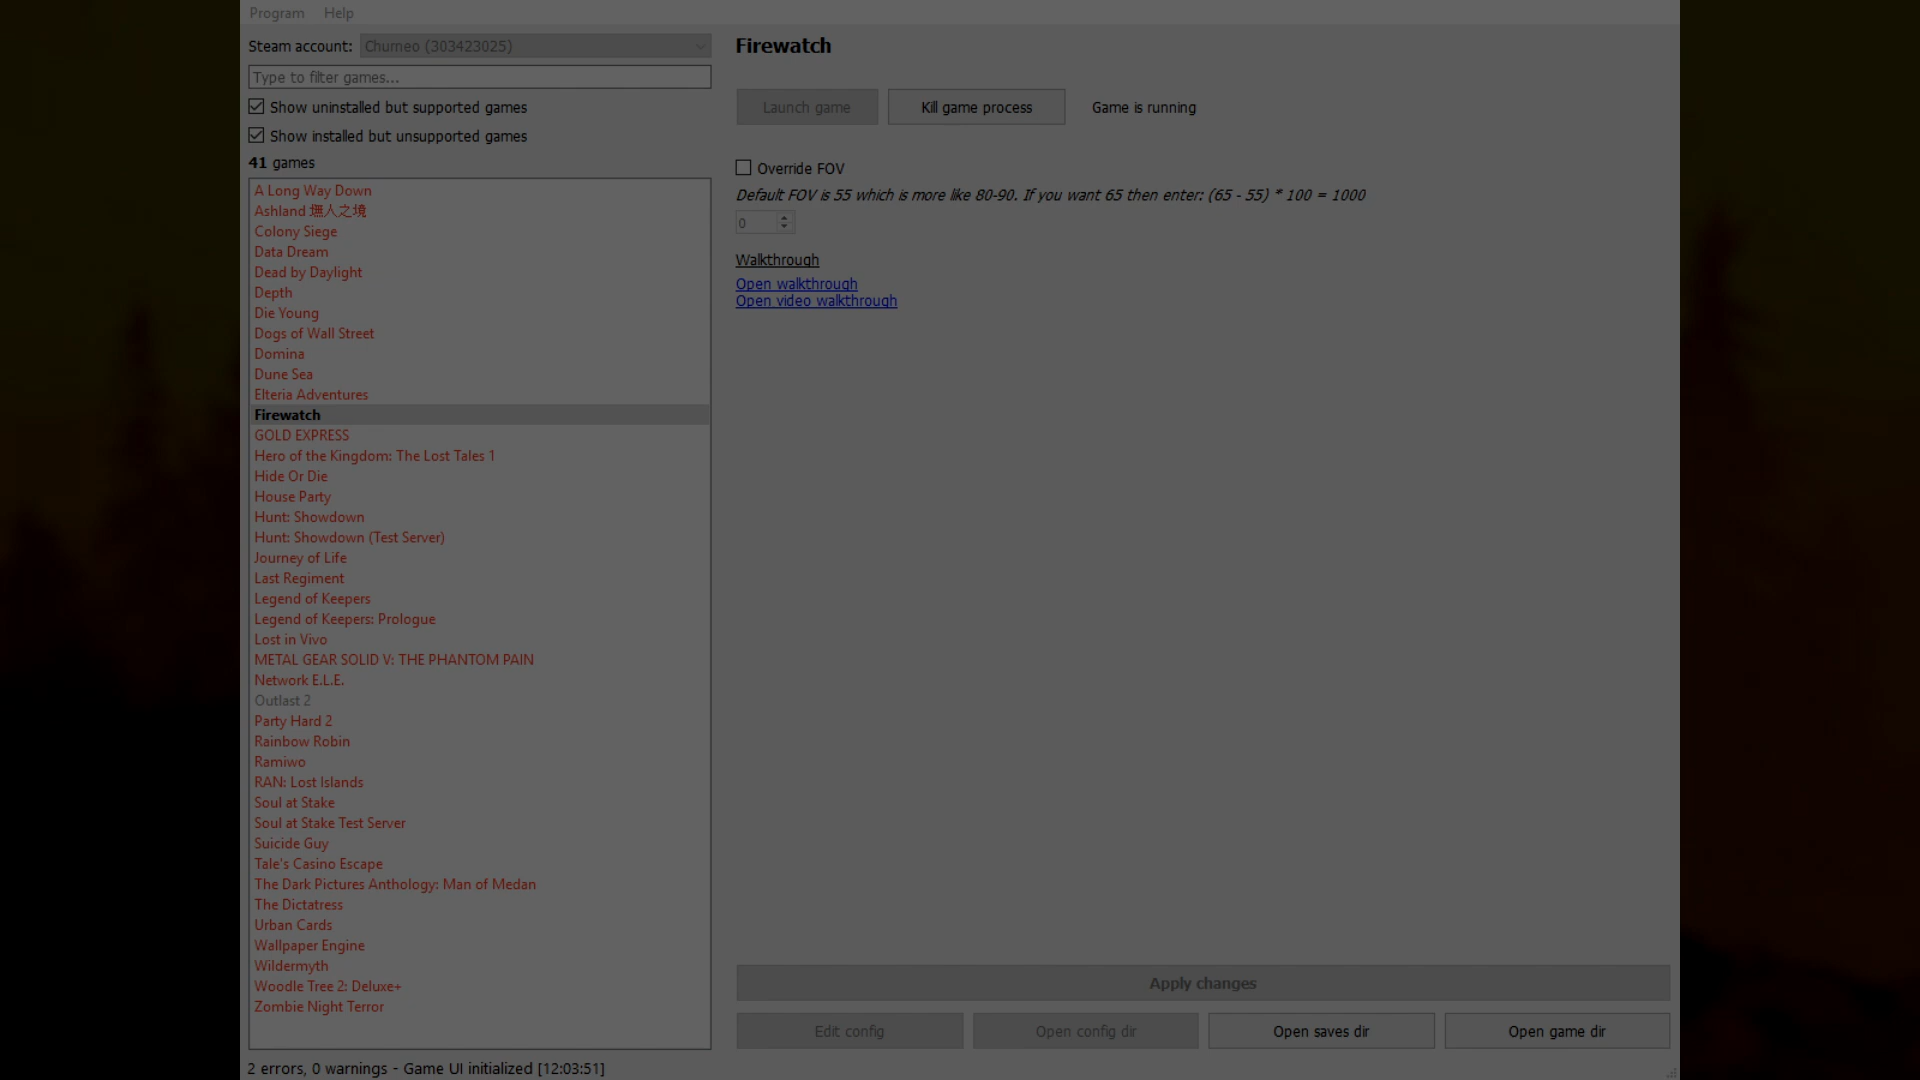 Program Help
Steam account: Churneo (303423025)
Type to filter games...
Show uninstalled but supported games
Show installed but unsupported games
41 games
A Long Way Down
Ashland 撫人之境
Colony Siege
Data Dream
Dead by Daylight
Depth
Die Young
Dogs of Wall Street
Domina
Dune Sea
Elteria Adventures
Firewatch
GOLD EXPRESS
Hero of the Kingdom: The Lost Tales 1
Hide Or Die
House Party
Hunt: Showdown
Hunt: Showdown (Test Server)
Journey of Life
Last Regiment
Legend of Keepers
Legend of Keepers: Prologue
Lost in Vivo
METAL GEAR SOLID V: THE PHANTOM PAIN
Network E.L.E.
Outlast 2
Party Hard 2
Rainbow Robin
Ramiwo
RAN: Lost Islands
Soul at Stake
Soul at Stake Test Server
Suicide Guy
Tale's Casino Escape
The Dark Pictures Anthology: Man of Medan
The Dictatress
Urban Cards
Wallpaper Engine
Wildermyth
Woodle Tree 2: Deluxe+
Zombie Night Terror
2 errors, 0 warnings - Game UI initialized [12:03:51]
Firewatch
Launch game Kill game process Game is running
Override FOV
Default FOV is 55 which is more like 80-90. If you want 65 then enter: (65 - 55) * 100 = 1000
0
Walkthrough
Open walkthrough
Open video walkthrough
Apply changes
Edit config Open config dir Open saves dir Open game dir